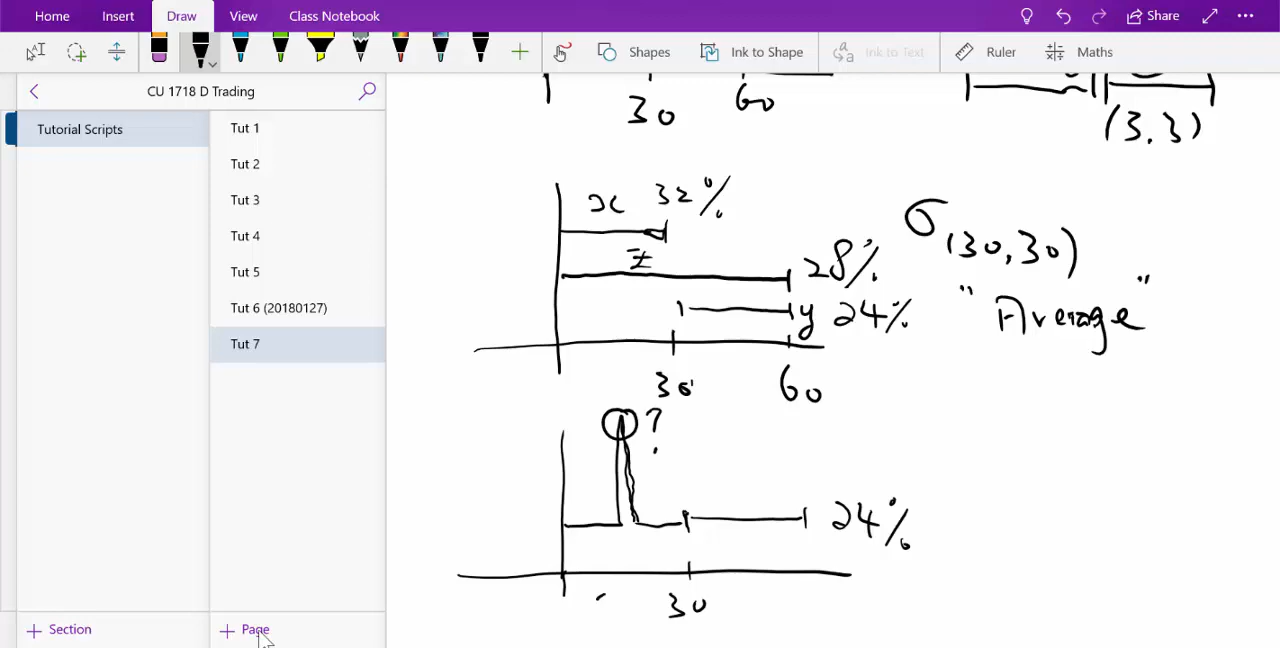 Home Insert Draw View Class Notebook Share
Shapes Ink to Shape Ink to Text Ruler Maths
CU 1718 D Trading
Tutorial Scripts
Tut 1
Tut 2
Tut 3
Tut 4
Tut 5
Tut 6 (20180127)
Tut 7
+ Section
+ Page
30 60
(3.3)
x 32%
z 28%
y 24%
30 60
σ(30,30)
"Average"
?
24%
30